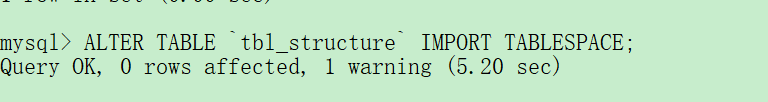 mysql> ALTER TABLE `tbl_structure` IMPORT TABLESPACE;
Query OK, 0 rows affected, 1 warning (5.20 sec)